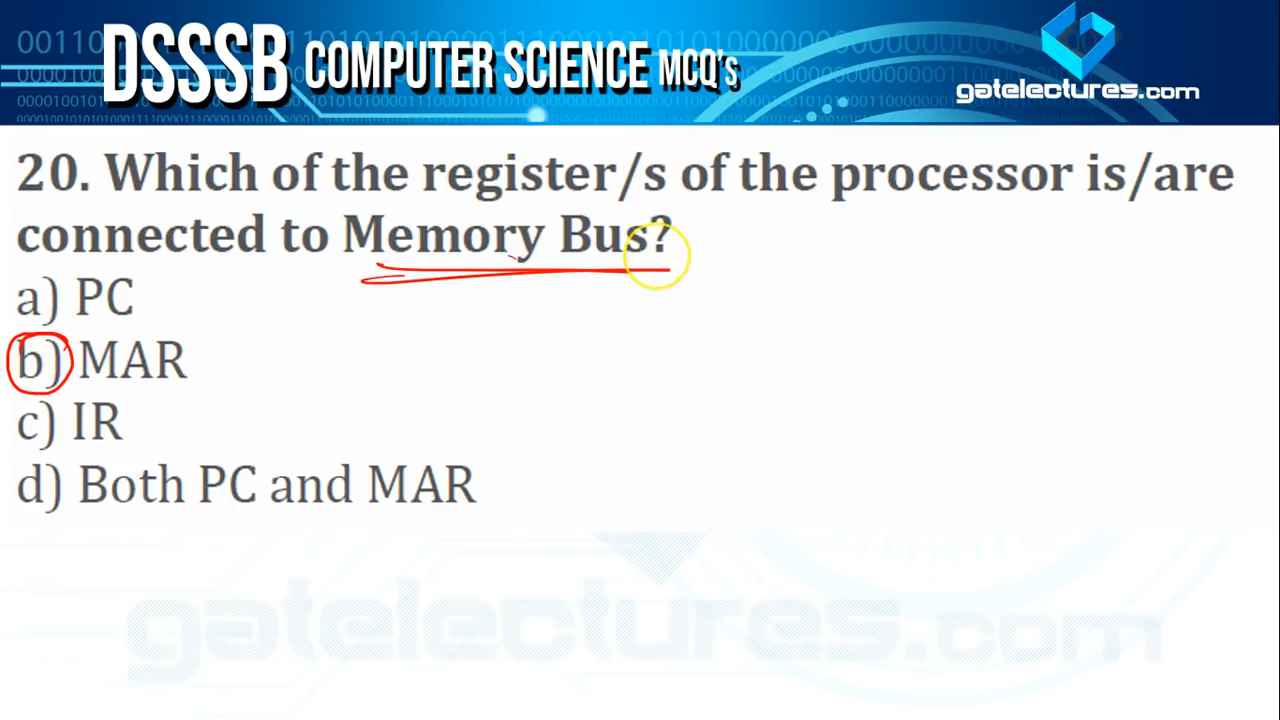 DSSSB COMPUTER SCIENCE MCQ'S
gatelectures.com
20. Which of the register/s of the processor is/are
connected to Memory Bus?
a) PC
b) MAR
c) IR
d) Both PC and MAR
gatelectures.com